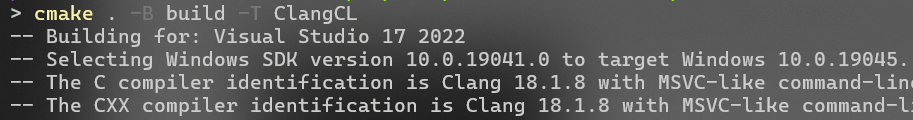 > cmake . -B build -T ClangCL
-- Building for: Visual Studio 17 2022
-- Selecting Windows SDK version 10.0.19041.0 to target Windows 10.0.19045.
-- The C compiler identification is Clang 18.1.8 with MSVC-like command-line
-- The CXX compiler identification is Clang 18.1.8 with MSVC-like command-li